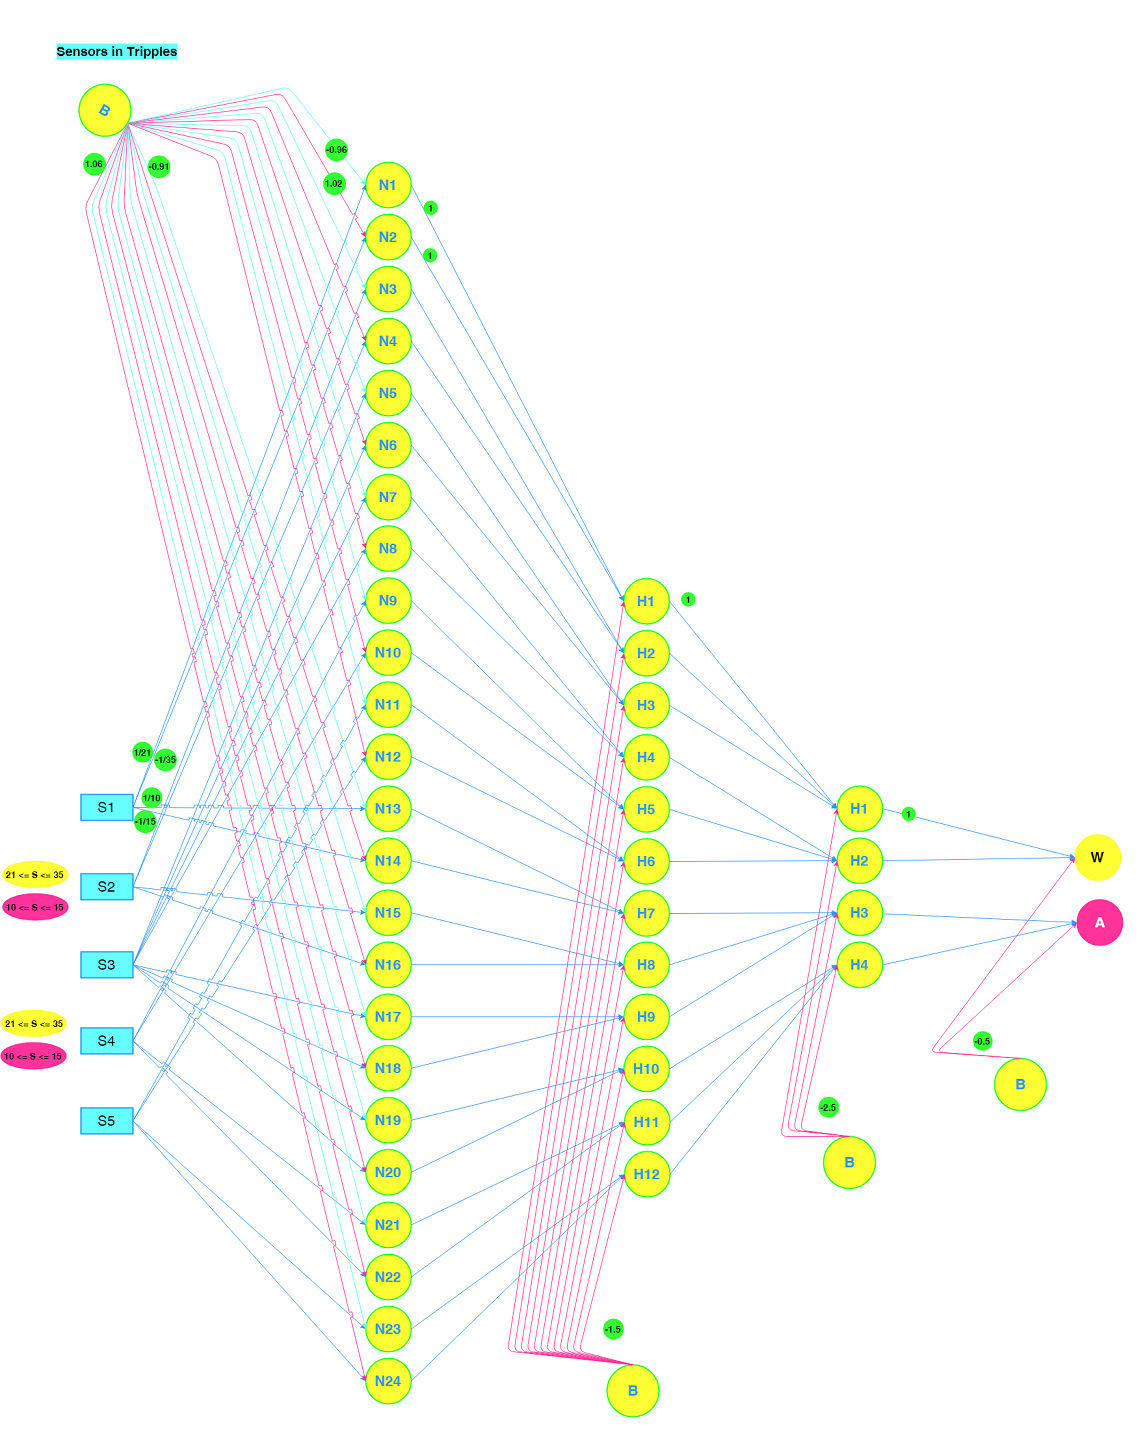 Sensors in Tripples
B
1.06
-0.91
-0.96
1.02
N1
1
N2
1
N3
N4
N5
N6
N7
N8
N9
N10
N11
N12
N13
N14
N15
N16
N17
N18
N19
N20
N21
N22
N23
N24
1/21
-1/35
1/10
-1/15
S1
21 <= S <= 35
10 <= S <= 15
S2
S3
21 <= S <= 35
10 <= S <= 15
S4
S5
H1
1
H2
H3
H4
H5
H6
H7
H8
H9
H10
H11
H12
-1.5
B
H1
1
H2
H3
H4
-2.5
B
W
A
-0.5
B